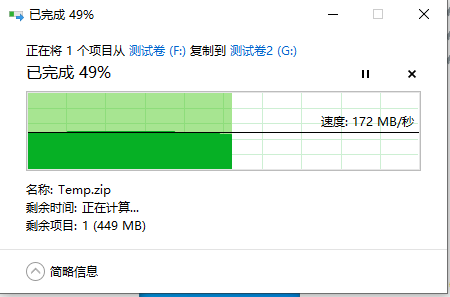 已完成 49%
正在将 1 个项目从 测试卷 (F:) 复制到 测试卷2 (G:)
已完成 49%
速度: 172 MB/秒
名称: Temp.zip
剩余时间: 正在计算...
剩余项目: 1 (449 MB)
简略信息